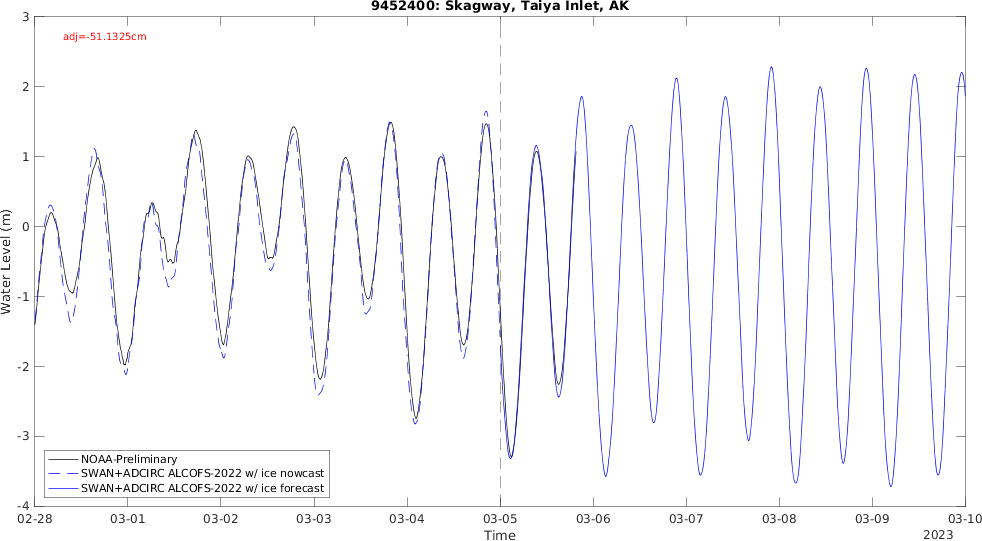 9452400: Skagway, Taiya Inlet, AK
adj=-51.1325cm
3
2
1
0
-1
-2
-3
-4
Water Level (m)
NOAA-Preliminary
SWAN+ADCIRC ALCOFS-2022 w/ ice nowcast
SWAN+ADCIRC ALCOFS-2022 w/ ice forecast
02-28 03-01 03-02 03-03 03-04 03-05 03-06 03-07 03-08 03-09 03-10
Time
2023